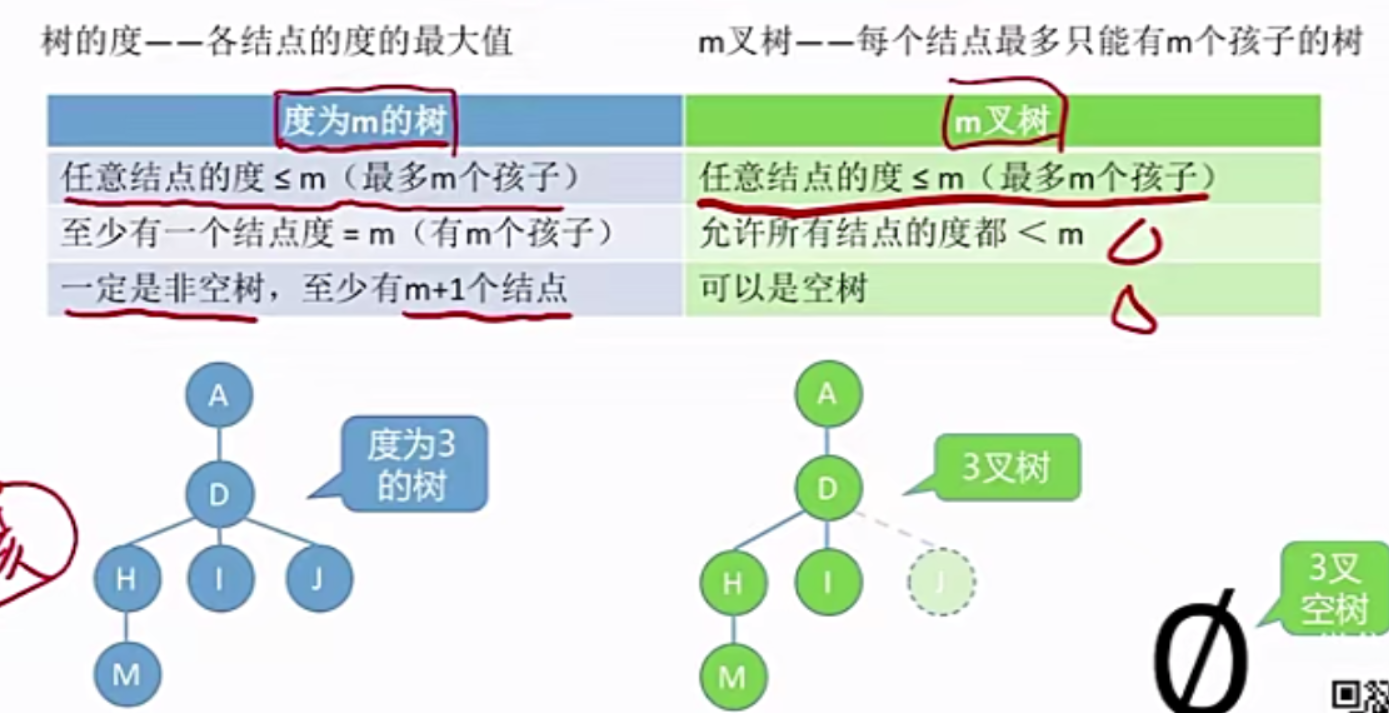 树的度——各结点的度的最大值
m叉树——每个结点最多只能有m个孩子的树
度为m的树
m叉树
任意结点的度 ≤ m（最多m个孩子）
任意结点的度 ≤ m（最多m个孩子）
至少有一个结点度 = m（有m个孩子）
允许所有结点的度都 < m
一定是非空树，至少有m+1个结点
可以是空树
A
度为3
的树
D
H
I
J
M
A
3叉树
D
H
I
J
M
Ø
3叉
空树